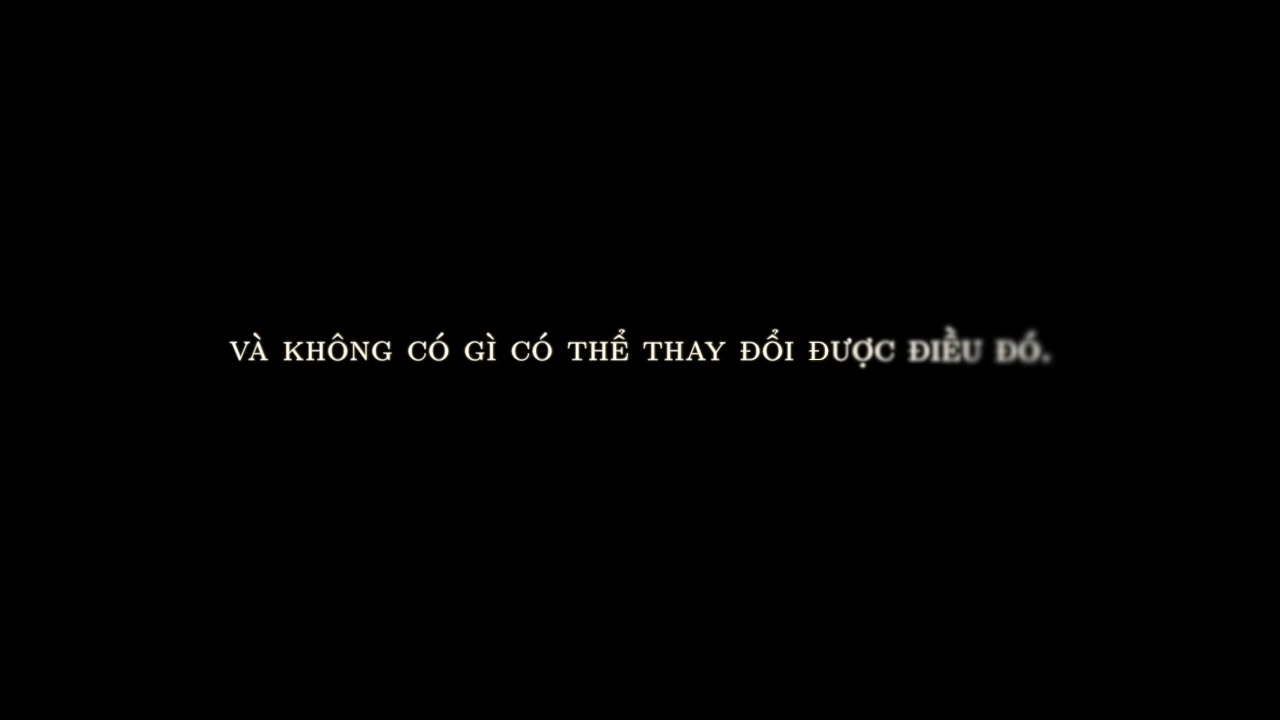 VÀ KHÔNG CÓ GÌ CÓ THỂ THAY ĐỔI ĐƯỢC ĐIỀU ĐÓ.